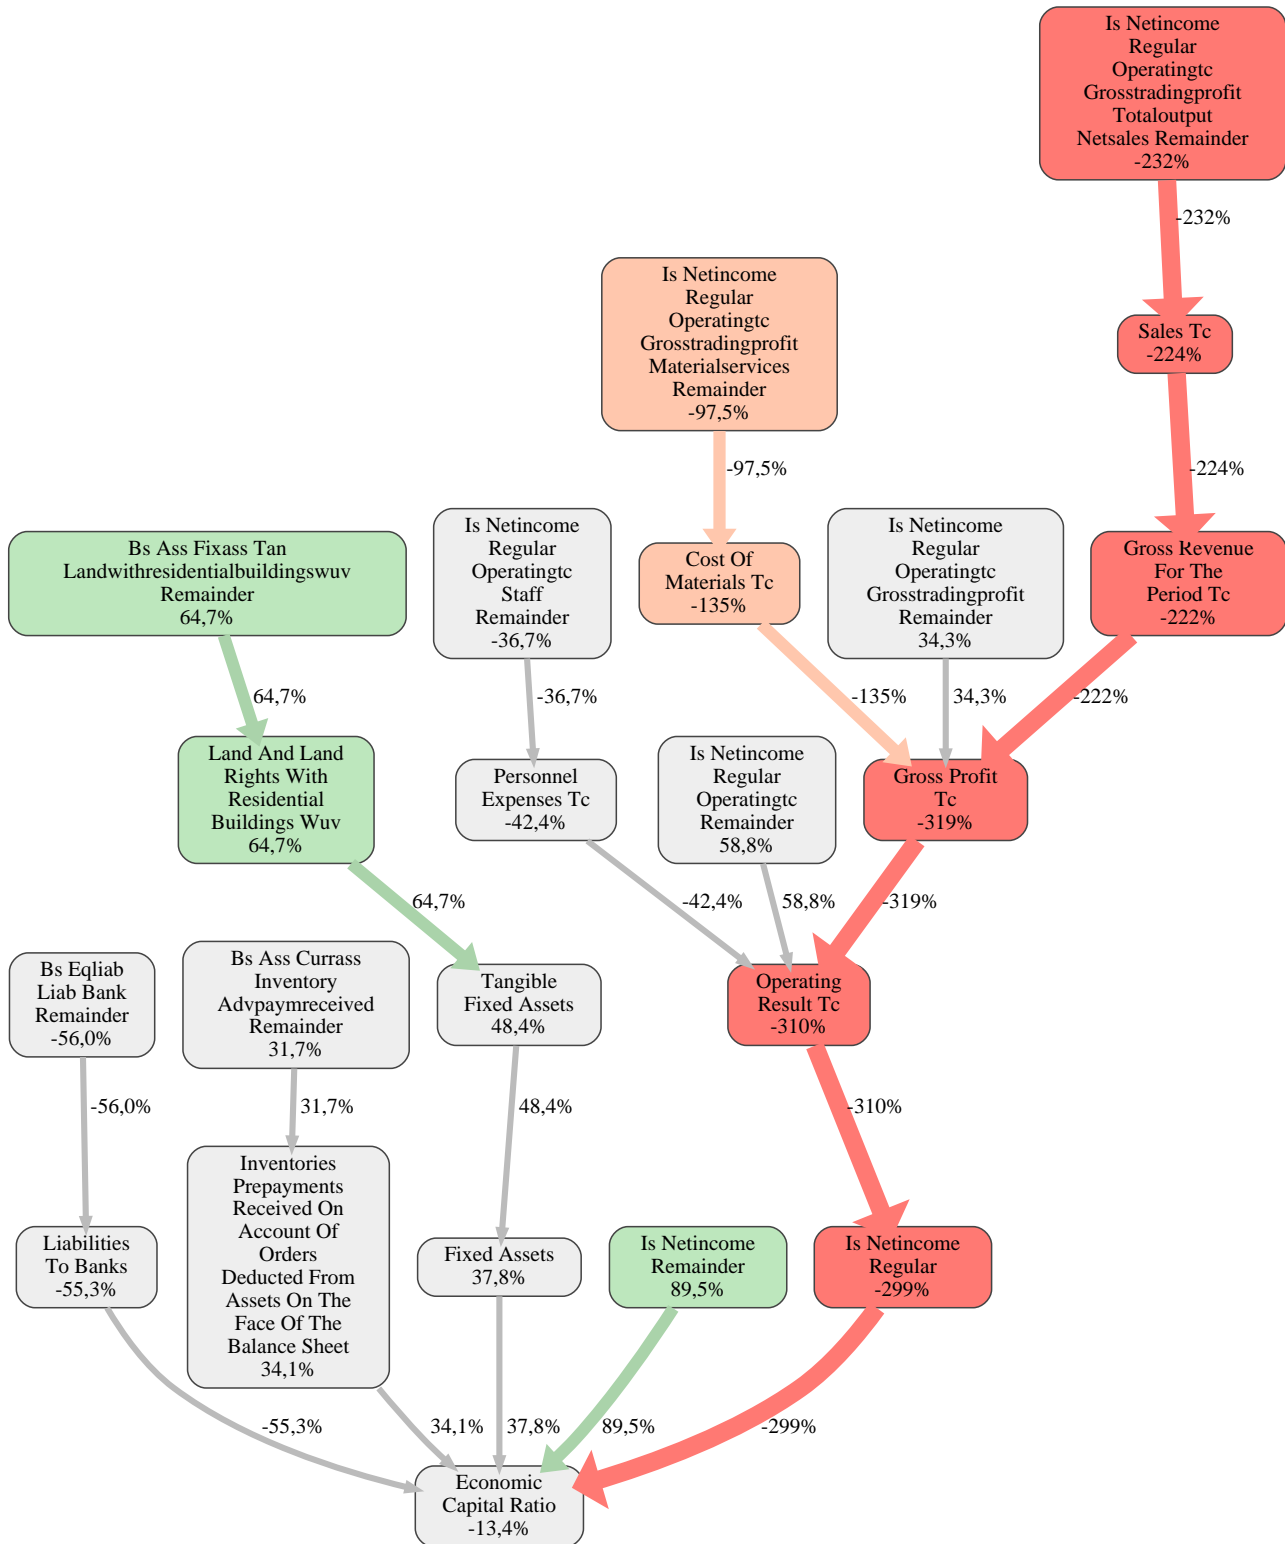 Is Netincome
Regular
Operatingtc
Grosstradingprofit
Totaloutput
Netsales Remainder
-232%
-232%
Is Netincome
Regular
Operatingtc
Grosstradingprofit
Materialservices
Remainder
-97,5%
Sales Tc
-224%
-97,5%
-224%
Bs Ass Fixass Tan
Landwithresidentialbuildingswuv
Remainder
64,7%
Is Netincome
Regular
Operatingtc
Staff
Remainder
-36,7%
Cost Of
Materials Tc
-135%
Is Netincome
Regular
Operatingtc
Grosstradingprofit
Remainder
34,3%
Gross Revenue
For The
Period Tc
-222%
64,7%
-36,7%
-135%
34,3%
-222%
Land And Land
Rights With
Residential
Buildings Wuv
64,7%
Personnel
Expenses Tc
-42,4%
Is Netincome
Regular
Operatingtc
Remainder
58,8%
Gross Profit
Tc
-319%
64,7%
-42,4%
58,8%
-319%
Bs Eqliab
Liab Bank
Remainder
-56,0%
Bs Ass Currass
Inventory
Advpaymreceived
Remainder
31,7%
Tangible
Fixed Assets
48,4%
Operating
Result Tc
-310%
-56,0%
31,7%
48,4%
-310%
Liabilities
To Banks
-55,3%
Inventories
Prepayments
Received On
Account Of
Orders
Deducted From
Assets On The
Face Of The
Balance Sheet
34,1%
Fixed Assets
37,8%
Is Netincome
Remainder
89,5%
Is Netincome
Regular
-299%
-55,3%
34,1%
37,8%
89,5%
-299%
Economic
Capital Ratio
-13,4%